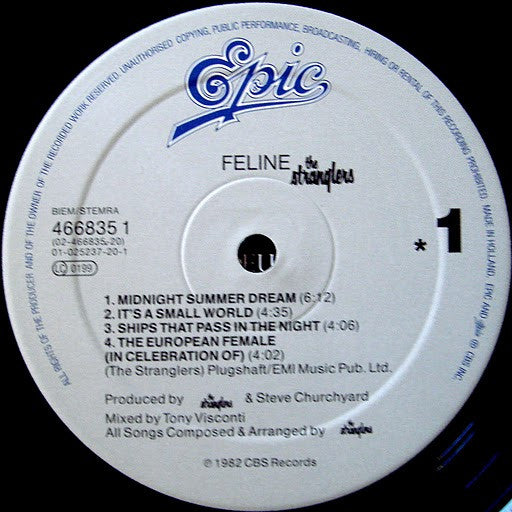 ALL RIGHTS OF THE PRODUCER AND OF THE OWNER OF THE RECORDED WORK RESERVED. UNAUTHORISED COPYING, PUBLIC PERFORMANCE, BROADCASTING, HIRING OR RENTAL OF THIS RECORDING PROHIBITED. MADE IN HOLLAND. EPIC AND Epic ® CBS INC.
Epic
FELINE the stranglers
BIEM/STEMRA
466835 1
(02-466835-20)
01-025237-20-1
LC 0199
* 1
1. MIDNIGHT SUMMER DREAM (6:12)
2. IT'S A SMALL WORLD (4:35)
3. SHIPS THAT PASS IN THE NIGHT (4:06)
4. THE EUROPEAN FEMALE
(IN CELEBRATION OF) (4:02)
(The Stranglers) Plugshaft/EMI Music Pub. Ltd.
Produced by the stranglers & Steve Churchyard
Mixed by Tony Visconti
All Songs Composed & Arranged by the stranglers
℗ 1982 CBS Records